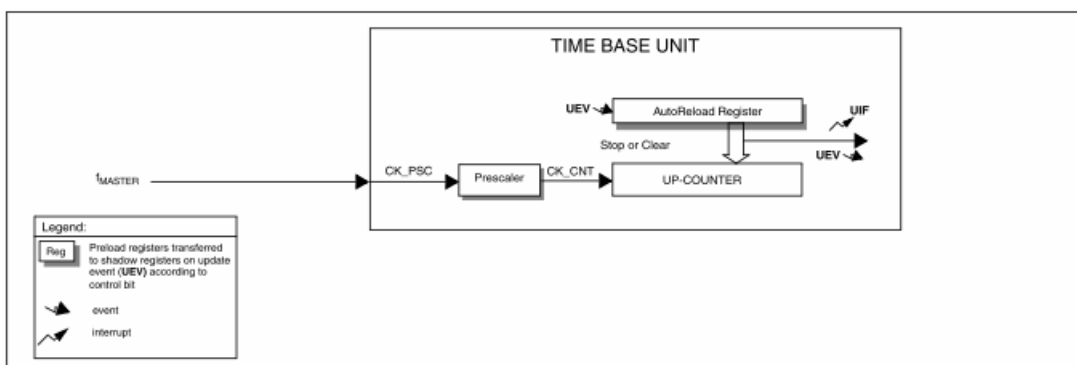 TIME BASE UNIT
UEV
AutoReload Register
UIF
Stop or Clear
UEV
fMASTER
CK_PSC
Prescaler
CK_CNT
UP-COUNTER
Legend:
Reg
Preload registers transferred
to shadow registers on update
event (UEV) according to
control bit
event
interrupt